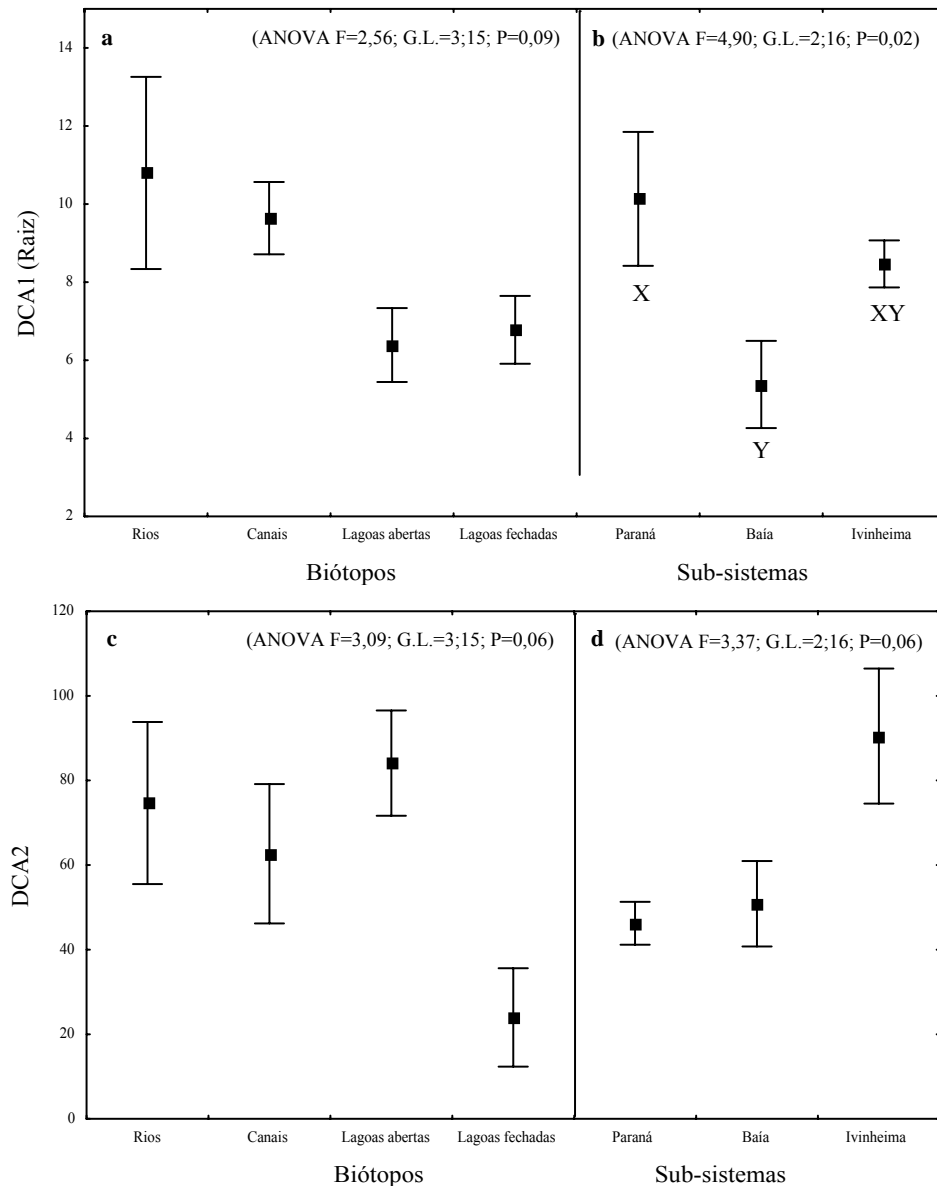 a (ANOVA F=2,56; G.L.=3;15; P=0,09)
b (ANOVA F=4,90; G.L.=2;16; P=0,02)
DCA1 (Raiz)
14
12
10
8
6
4
2
X
Y
XY
Rios Canais Lagoas abertas Lagoas fechadas Paraná Baía Ivinheima
Biótopos Sub-sistemas
c (ANOVA F=3,09; G.L.=3;15; P=0,06)
d (ANOVA F=3,37; G.L.=2;16; P=0,06)
DCA2
120
100
80
60
40
20
0
Rios Canais Lagoas abertas Lagoas fechadas Paraná Baía Ivinheima
Biótopos Sub-sistemas